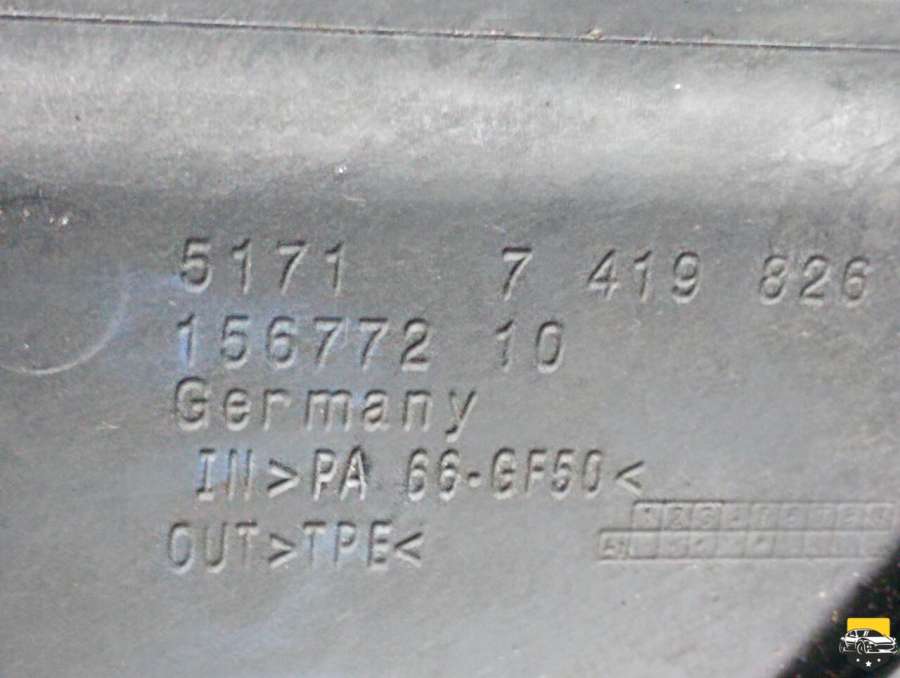 5171 7 419 826
156772 10
Germany
IN>PA 66-GF50<
OUT>TPE<